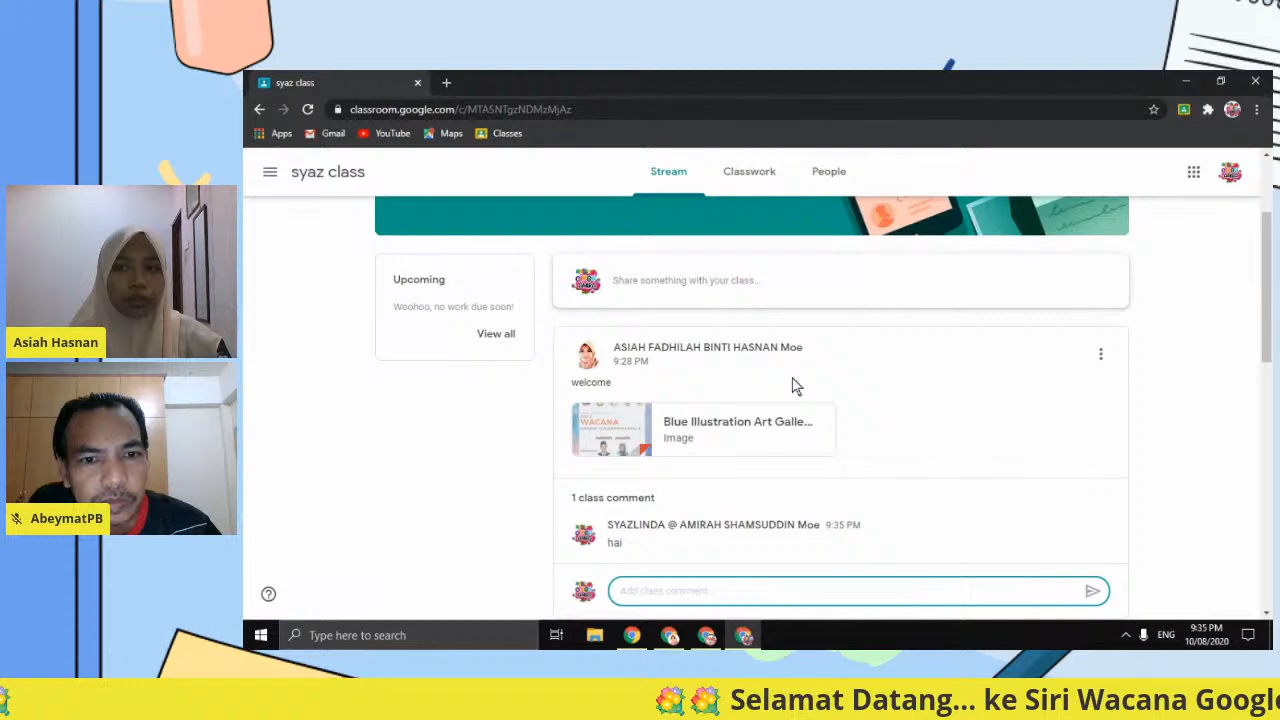 syaz class
classroom.google.com/c/MTA5NTgzNDMzMjAz
Apps
Gmail
YouTube
Maps
Classes
syaz class
Stream
Classwork
People
Upcoming
Woohoo, no work due soon!
View all
Share something with your class...
ASIAH FADHILAH BINTI HASNAN Moe
9:28 PM
welcome
WACANA
Blue Illustration Art Galle...
Image
1 class comment
SYAZLINDA @ AMIRAH SHAMSUDDIN Moe 9:35 PM
hai
Add class comment...
Type here to search
ENG
9:35 PM
10/08/2020
Asiah Hasnan
AbeymatPB
Selamat Datang... ke Siri Wacana Google